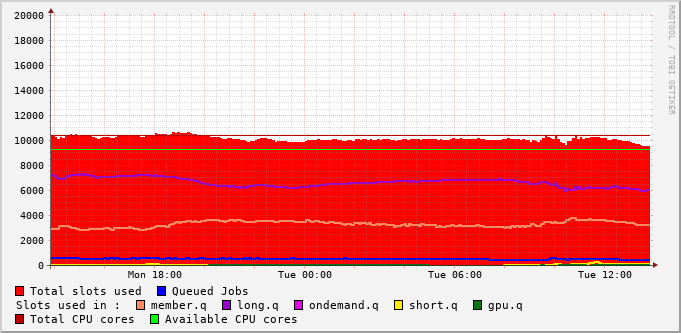 20000
18000
16000
14000
12000
10000
8000
6000
4000
2000
0
Mon 18:00 Tue 00:00 Tue 06:00 Tue 12:00
RRDTOOL / TOBI OETIKER
Total slots used Queued Jobs
Slots used in : member.q long.q ondemand.q short.q gpu.q
Total CPU cores Available CPU cores